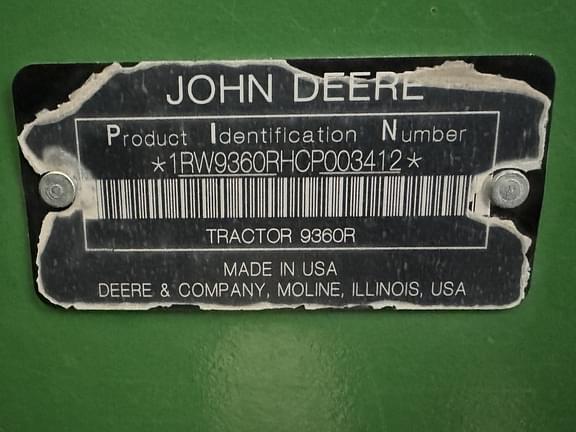 JOHN DEERE
Product Identification Number
*1RW9360RHCP003412*
TRACTOR 9360R
MADE IN USA
DEERE & COMPANY, MOLINE, ILLINOIS, USA